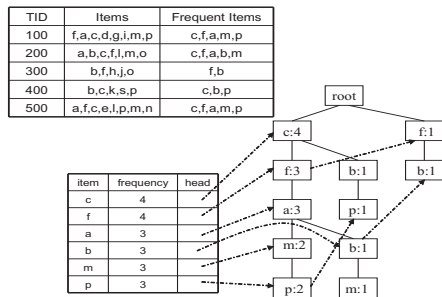 TID Items Frequent Items
100 f,a,c,d,g,i,m,p c,f,a,m,p
200 a,b,c,f,l,m,o c,f,a,b,m
300 b,f,h,j,o f,b
400 b,c,k,s,p c,b,p
500 a,f,c,e,l,p,m,n c,f,a,m,p
root
c:4 f:1
f:3 b:1 b:1
a:3 p:1
m:2 b:1
p:2 m:1
item frequency head
c 4
f 4
a 3
b 3
m 3
p 3